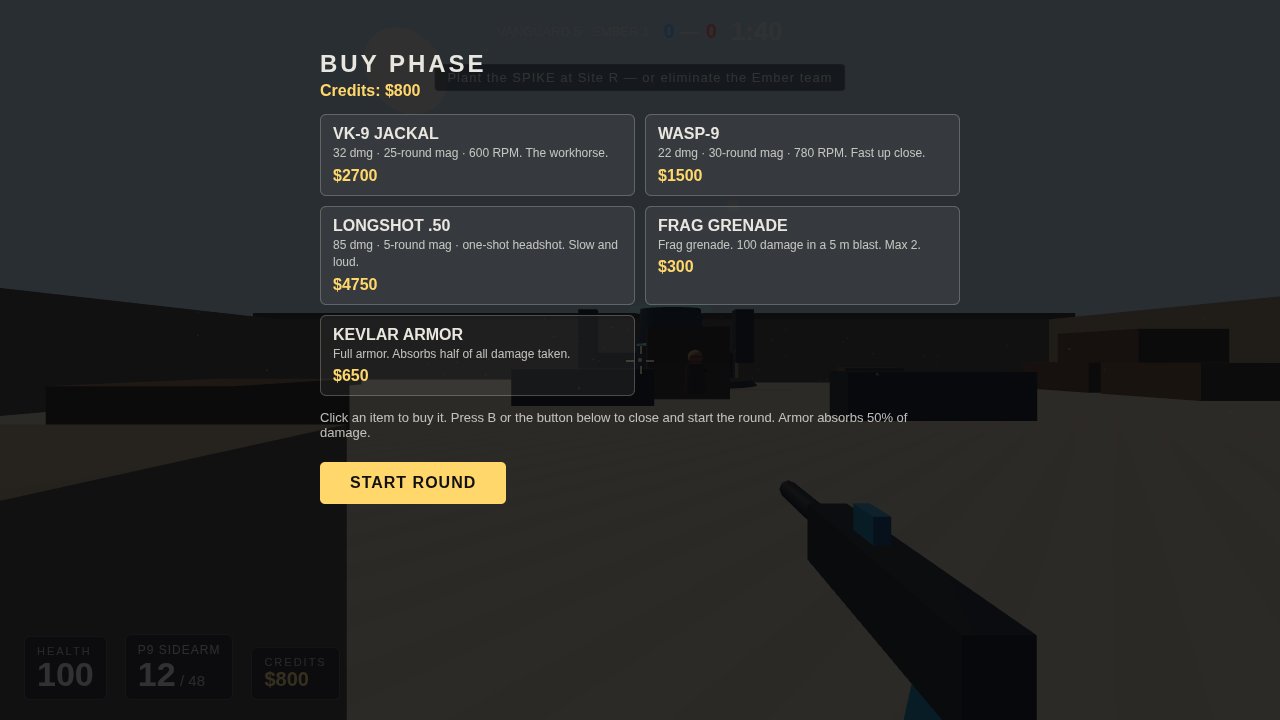 VANGUARD 5 · EMBER 5 0 — 0 1:40
Plant the SPIKE at Site R — or eliminate the Ember team
BUY PHASE
Credits: $800
VK-9 JACKAL
32 dmg · 25-round mag · 600 RPM. The workhorse.
$2700
WASP-9
22 dmg · 30-round mag · 780 RPM. Fast up close.
$1500
LONGSHOT .50
85 dmg · 5-round mag · one-shot headshot. Slow and
loud.
$4750
FRAG GRENADE
Frag grenade. 100 damage in a 5 m blast. Max 2.
$300
KEVLAR ARMOR
Full armor. Absorbs half of all damage taken.
$650
Click an item to buy it. Press B or the button below to close and start the round. Armor absorbs 50% of
damage.
START ROUND
HEALTH
100
P9 SIDEARM
12 / 48
CREDITS
$800